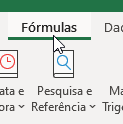 Fórmulas Dad
ata e Pesquisa e Ma
ora Referência Trigo